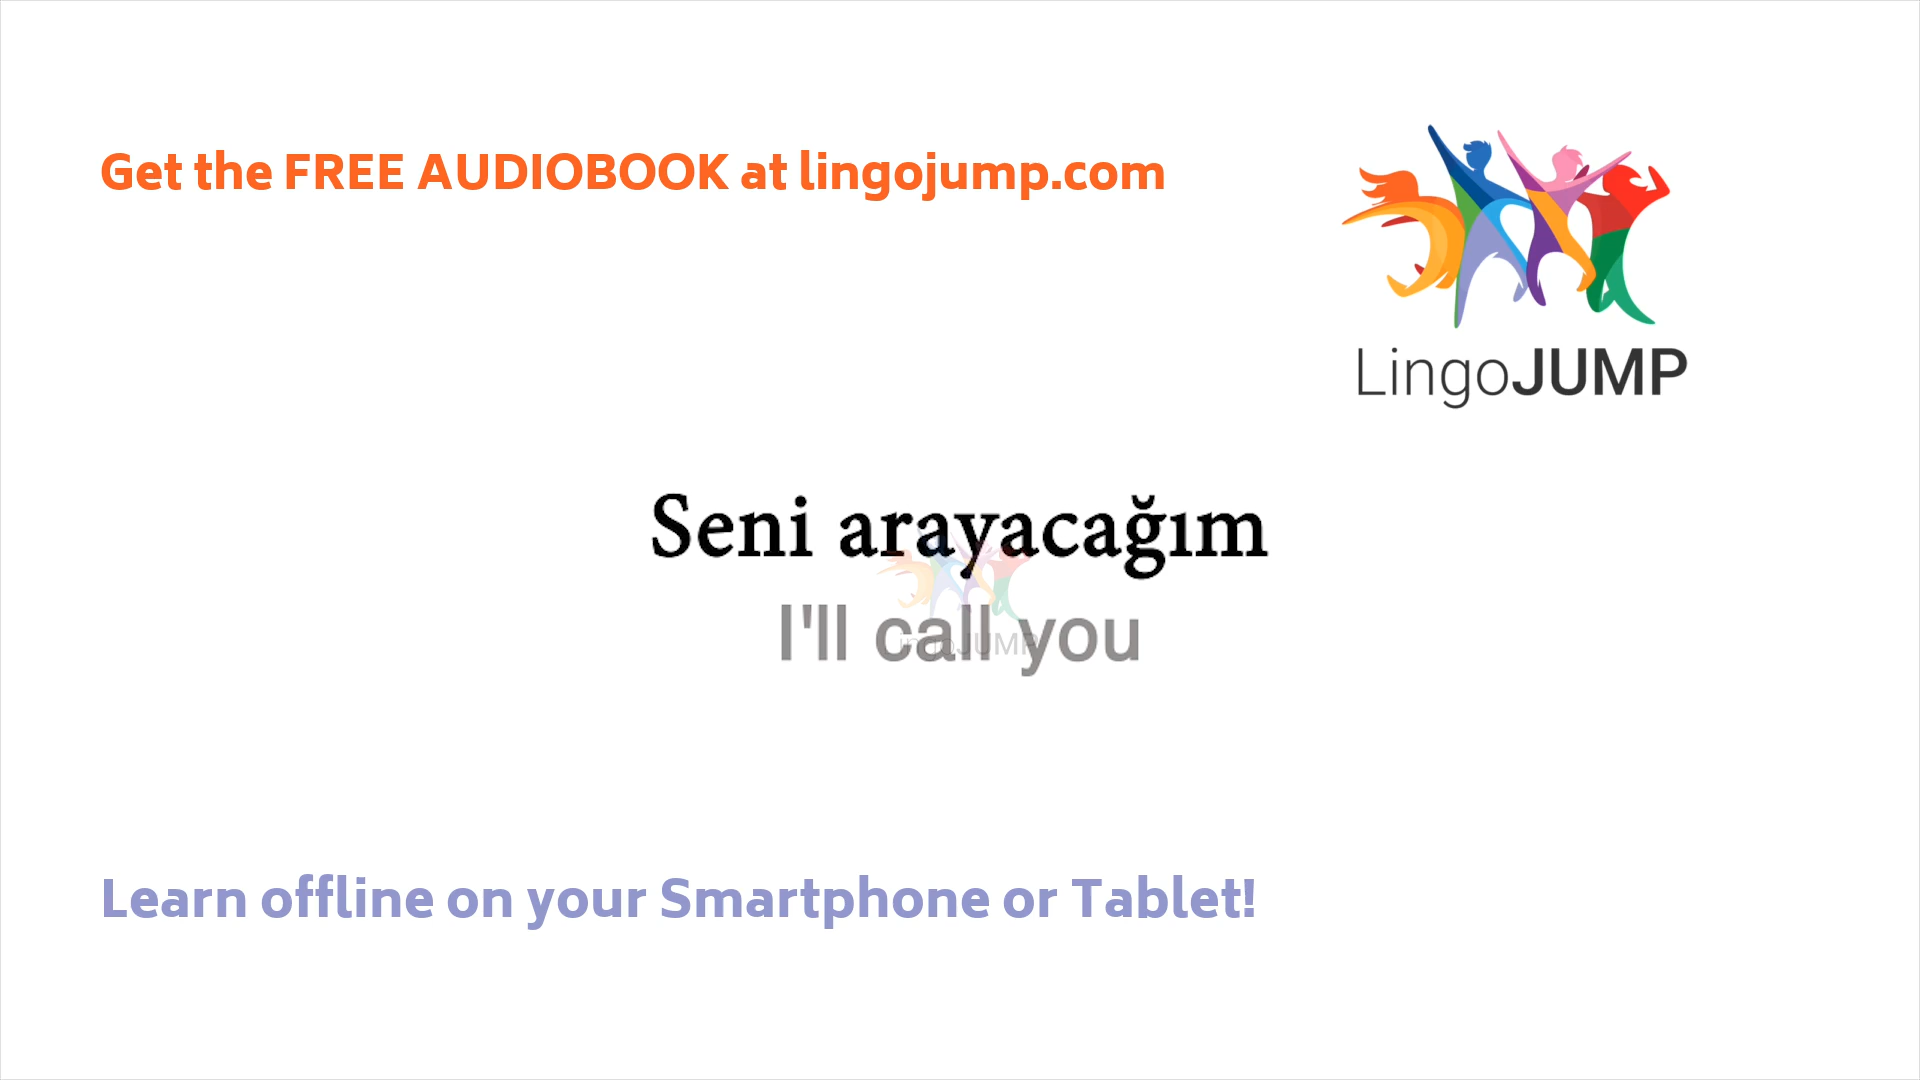 Get the FREE AUDIOBOOK at lingojump.com
LingoJUMP
Seni arayacağım
I'll call you
LingoJUMP
Learn offline on your Smartphone or Tablet!